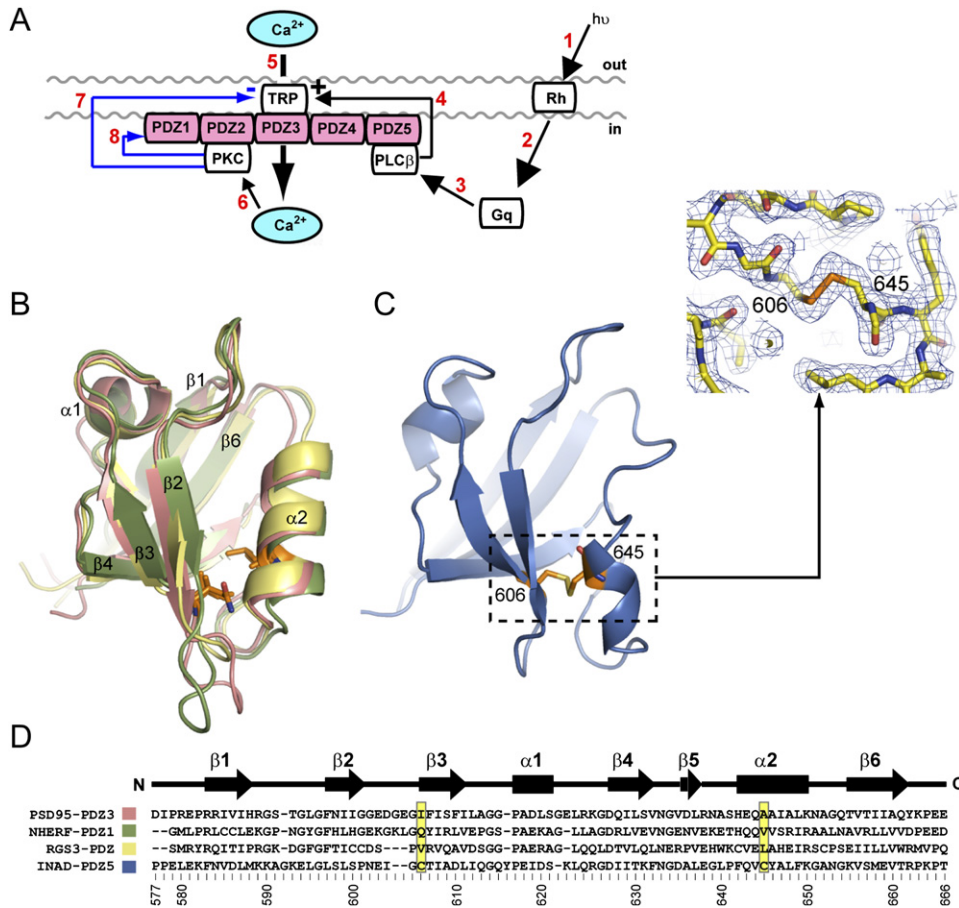 A
Ca2+
hυ
1
5
out
7
-
+
4
TRP
Rh
in
8
PDZ1
PDZ2
PDZ3
PDZ4
PDZ5
2
PKC
PLCβ
6
3
Ca2+
Gq
606
645
B
C
β1
α1
β6
β2
α2
β3
β4
645
606
D
β1
β2
β3
α1
β4
β5
α2
β6
N
C
PSD95-PDZ3 DIPREPRRIVIHRGS-TGLGFNIIGGEDGEGIFISFILAGG-PADLSGELRKGDQILSVNGVDLRNASHEQAAIALKNAGQTVTIIAQYKPEE
NHERF-PDZ1 --GMLPRLCCLEKGP-NGYGFHLHGEKGKLGQYIRLVEPGS-PAEKAG-LLAGDRLVEVNGENVEKETHQQVVSRIRAALNAVRLLVVDPEED
RGS3-PDZ --SMRYRQITIPRGK-DGFGFTICCDS--PVRVQAVDSGG-PAERAG-LQQLDTVLQLNERPVEHWKCVELAHEIRSCPSEIILLVWRMVPQ
INAD-PDZ5 PPELEKFNVDLMKKAGKELGLSLSPNEI--GCTIADLIQGQYPEIDS-KLQRGDIITKFNGDALEGLPFQVCYALFKGANGKVSMEVTRPKPT
577 580 590 600 610 620 630 640 650 660 666